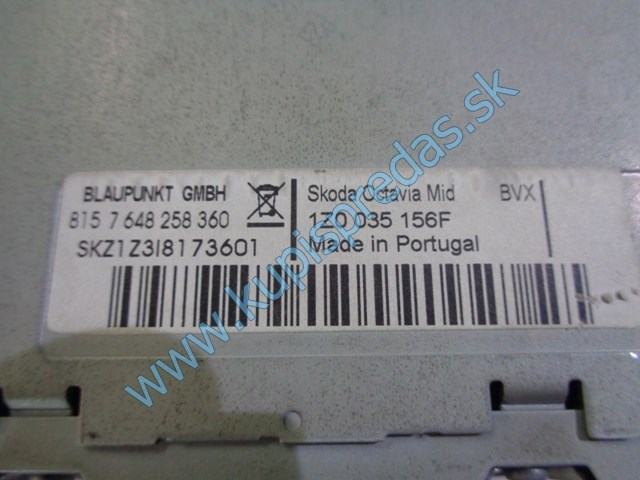 BLAUPUNKT GMBH
815 7 648 258 360
SKZ1Z3I8173601
Skoda Octavia Mid BVX
1Z0 035 156F
Made in Portugal
www.kupispredas.sk